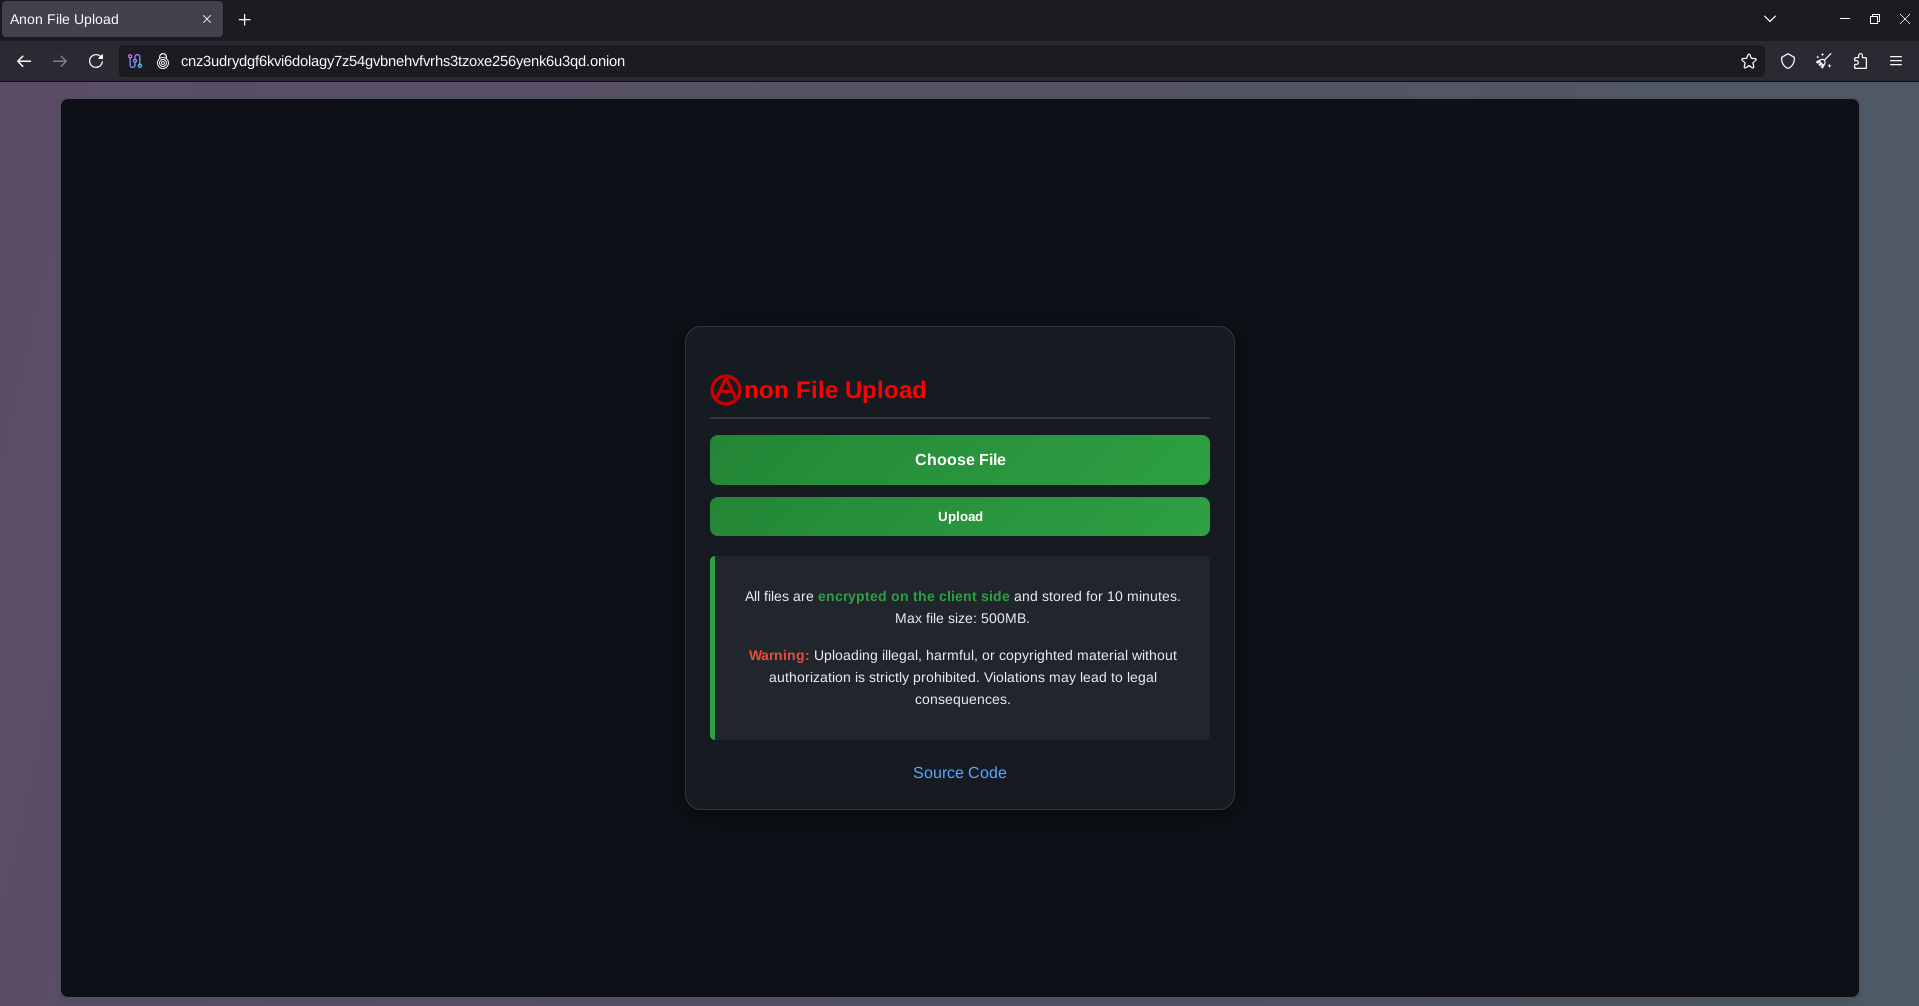 Anon File Upload
cnz3udrydgf6kvi6dolagy7z54gvbnehvfvrhs3tzoxe256yenk6u3qd.onion
Anon File Upload
Choose File
Upload
All files are encrypted on the client side and stored for 10 minutes.
Max file size: 500MB.
Warning: Uploading illegal, harmful, or copyrighted material without
authorization is strictly prohibited. Violations may lead to legal
consequences.
Source Code